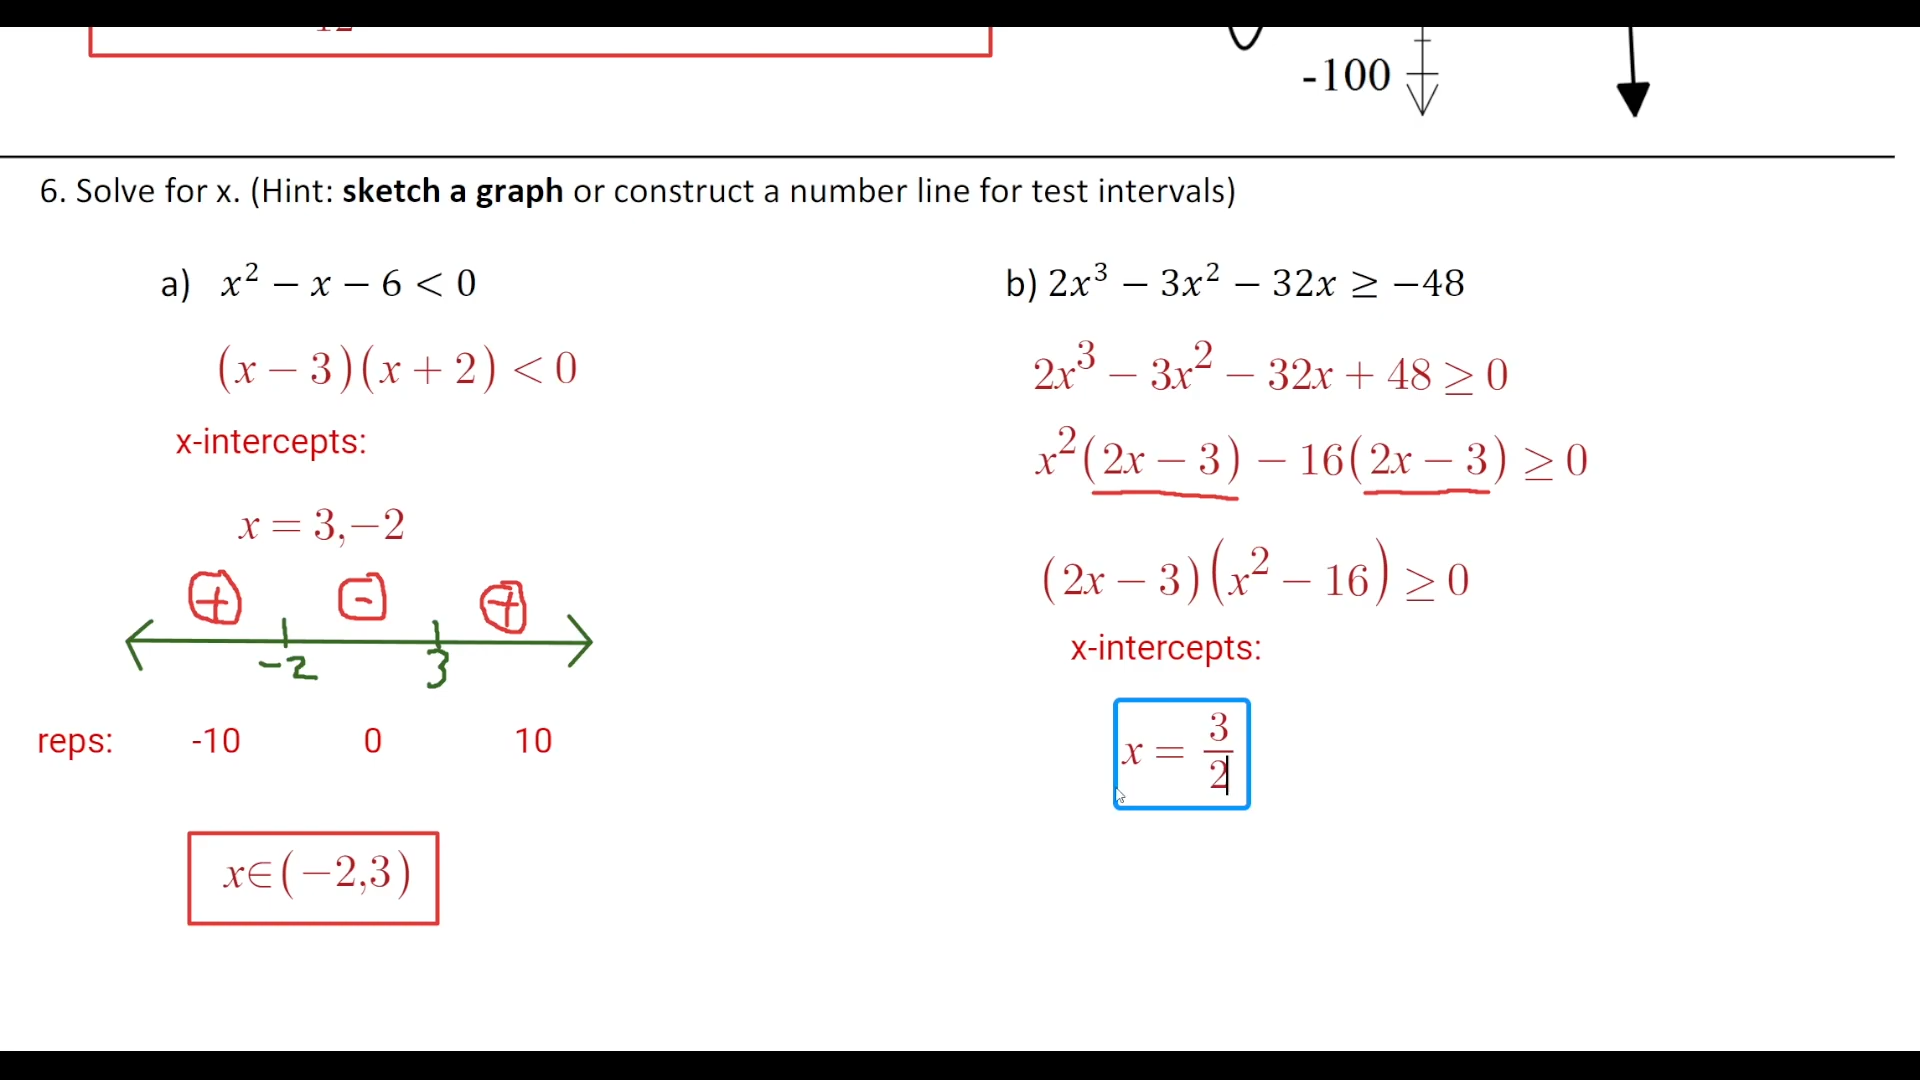 -100
6. Solve for x. (Hint: sketch a graph or construct a number line for test intervals)
a) x² − x − 6 < 0
(x − 3)(x + 2) < 0
x-intercepts:
x = 3,−2
+ - +
-2 3
reps: -10 0 10
x∈(−2,3)
b) 2x³ − 3x² − 32x ≥ −48
2x³ − 3x² − 32x + 48 ≥ 0
x²(2x − 3) − 16(2x − 3) ≥ 0
(2x − 3)(x² − 16) ≥ 0
x-intercepts:
x = 3/2